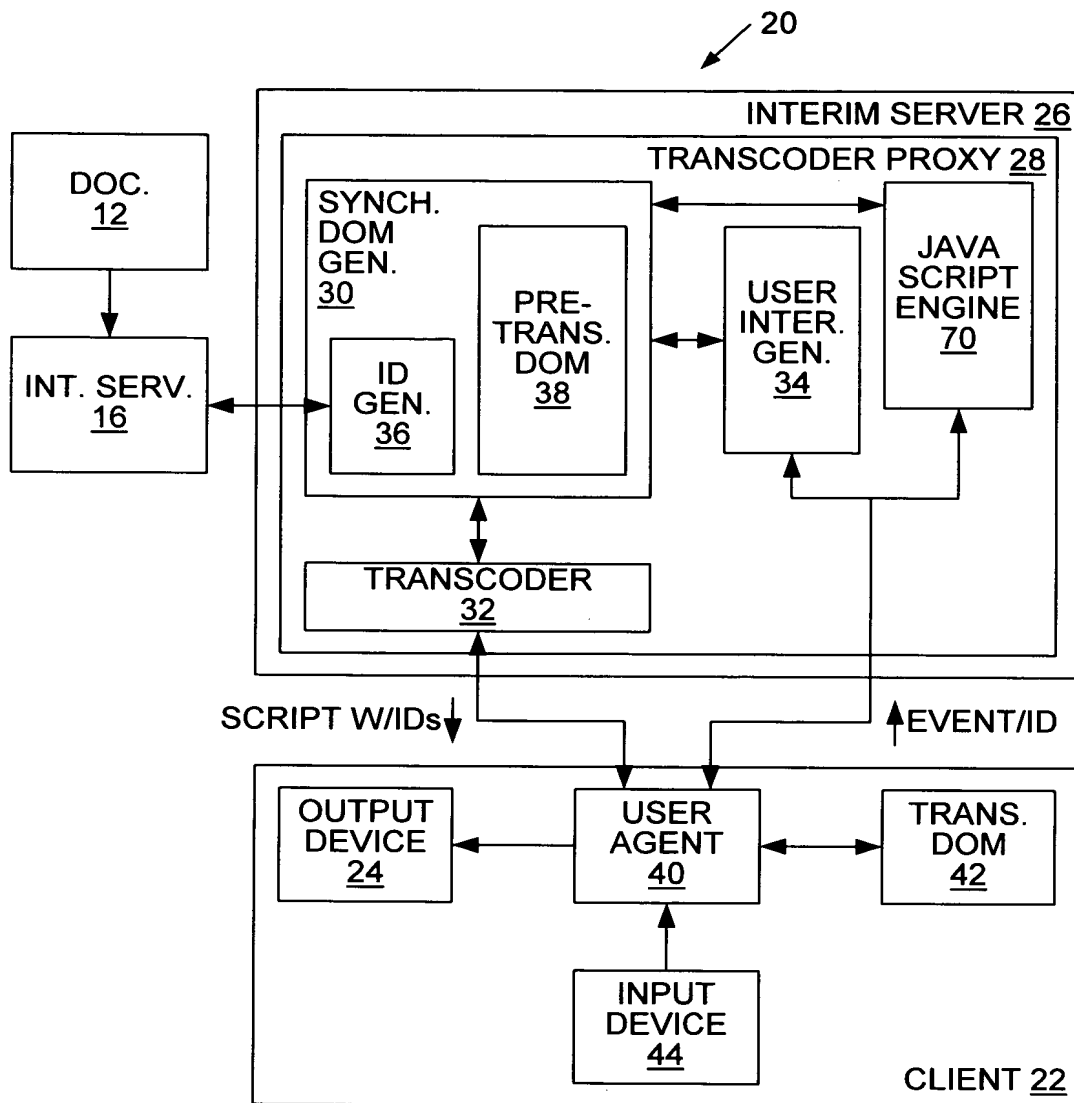 20
INTERIM SERVER 26
TRANSCODER PROXY 28
DOC.
12
INT. SERV.
16
SYNCH.
DOM
GEN.
30
ID
GEN.
36
PRE-
TRANS.
DOM
38
USER
INTER.
GEN.
34
JAVA
SCRIPT
ENGINE
70
TRANSCODER
32
SCRIPT W/IDs
EVENT/ID
OUTPUT
DEVICE
24
USER
AGENT
40
TRANS.
DOM
42
INPUT
DEVICE
44
CLIENT 22